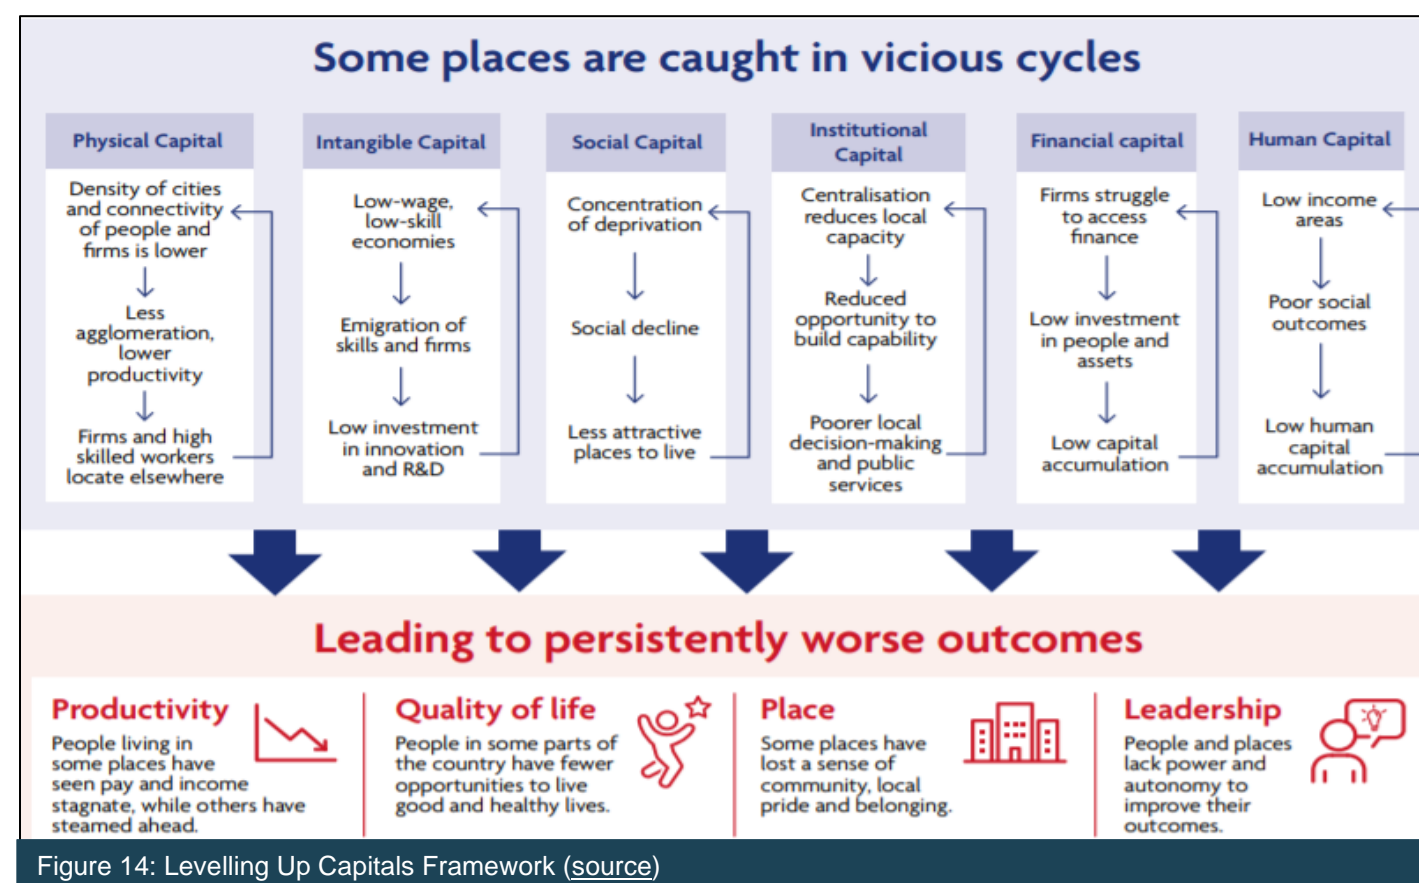 Some places are caught in vicious cycles
Physical Capital
Density of cities
and connectivity
of people and
firms is lower
Less
agglomeration,
lower
productivity
Firms and high
skilled workers
locate elsewhere
Intangible Capital
Low-wage,
low-skill
economies
Emigration of
skills and firms
Low investment
in innovation
and R&D
Social Capital
Concentration
of deprivation
Social decline
Less attractive
places to live
Institutional
Capital
Centralisation
reduces local
capacity
Reduced
opportunity to
build capability
Poorer local
decision-making
and public
services
Financial capital
Firms struggle
to access
finance
Low investment
in people and
assets
Low capital
accumulation
Human Capital
Low income
areas
Poor social
outcomes
Low human
capital
accumulation
Leading to persistently worse outcomes
Productivity
People living in
some places have
seen pay and income
stagnate, while others have
steamed ahead.
Quality of life
People in some parts of
the country have fewer
opportunities to live
good and healthy lives.
Place
Some places have
lost a sense of
community, local
pride and belonging.
Leadership
People and places
lack power and
autonomy to
improve their
outcomes.
Figure 14: Levelling Up Capitals Framework (source)